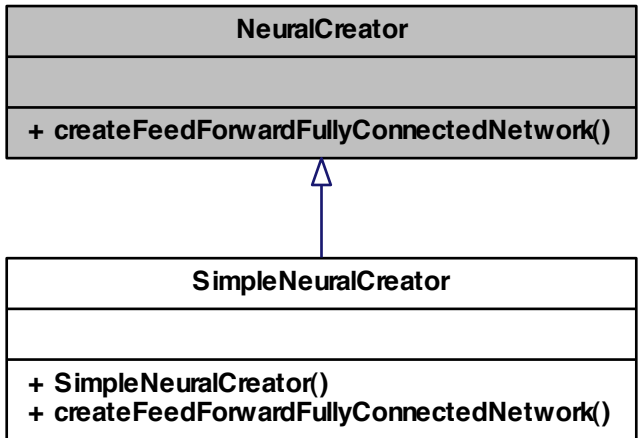 NeuralCreator
+ createFeedForwardFullyConnectedNetwork()
SimpleNeuralCreator
+ SimpleNeuralCreator()
+ createFeedForwardFullyConnectedNetwork()